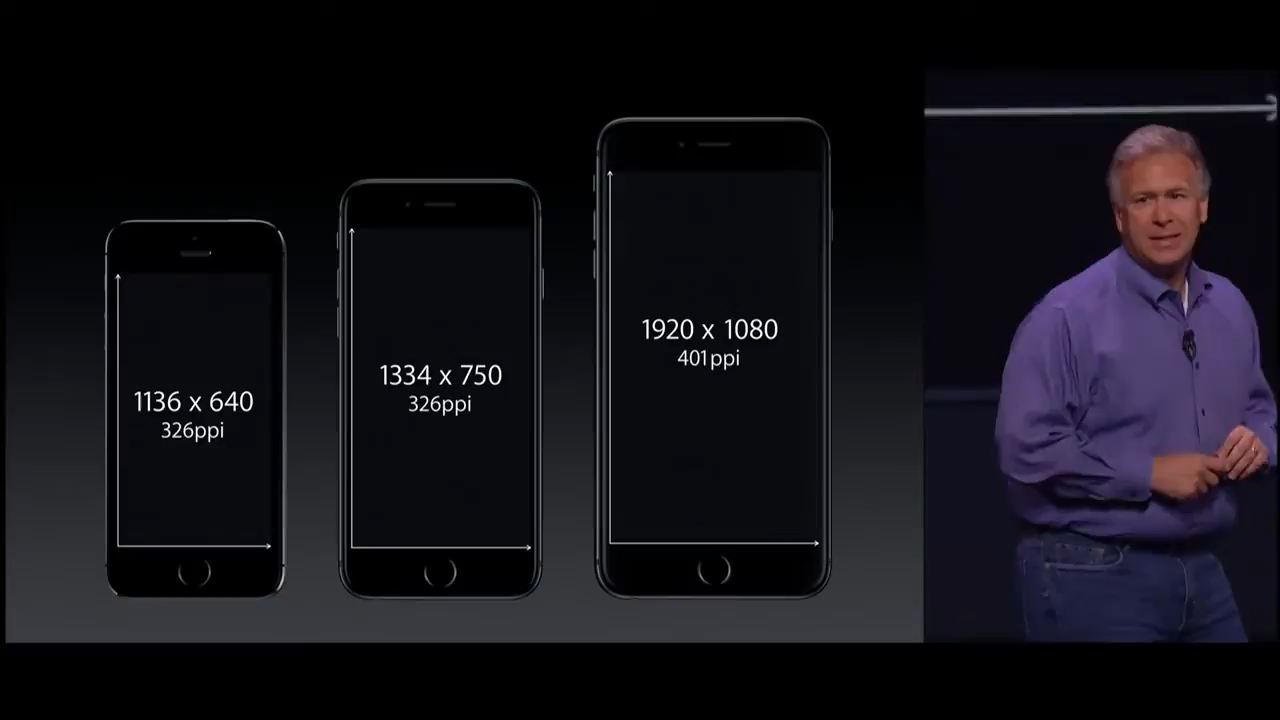 1136 x 640
326ppi
1334 x 750
326ppi
1920 x 1080
401ppi